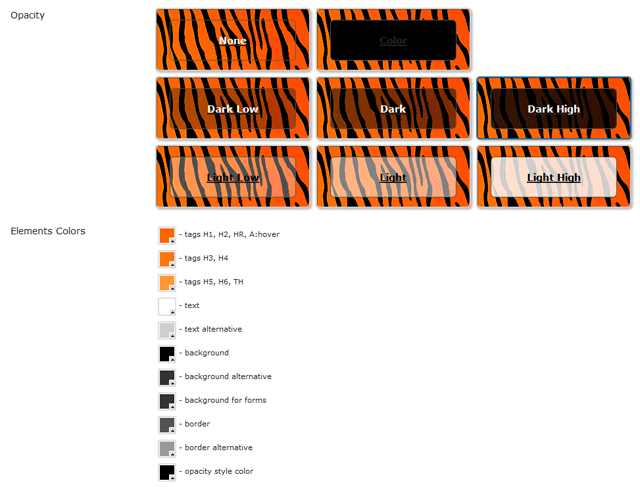 Opacity
None
Color
Dark Low
Dark
Dark High
Light Low
Light
Light High
Elements Colors
- tags H1, H2, HR, A:hover
- tags H3, H4
- tags H5, H6, TH
- text
- text alternative
- background
- background alternative
- background for forms
- border
- border alternative
- opacity style color